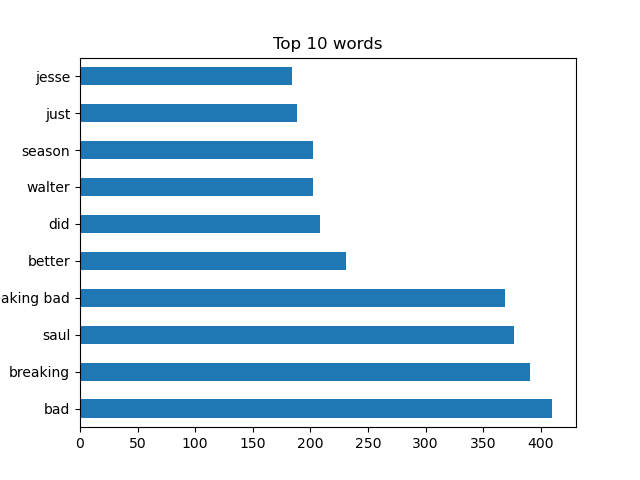 Top 10 words
jesse
just
season
walter
did
better
aking bad
saul
breaking
bad
0 50 100 150 200 250 300 350 400